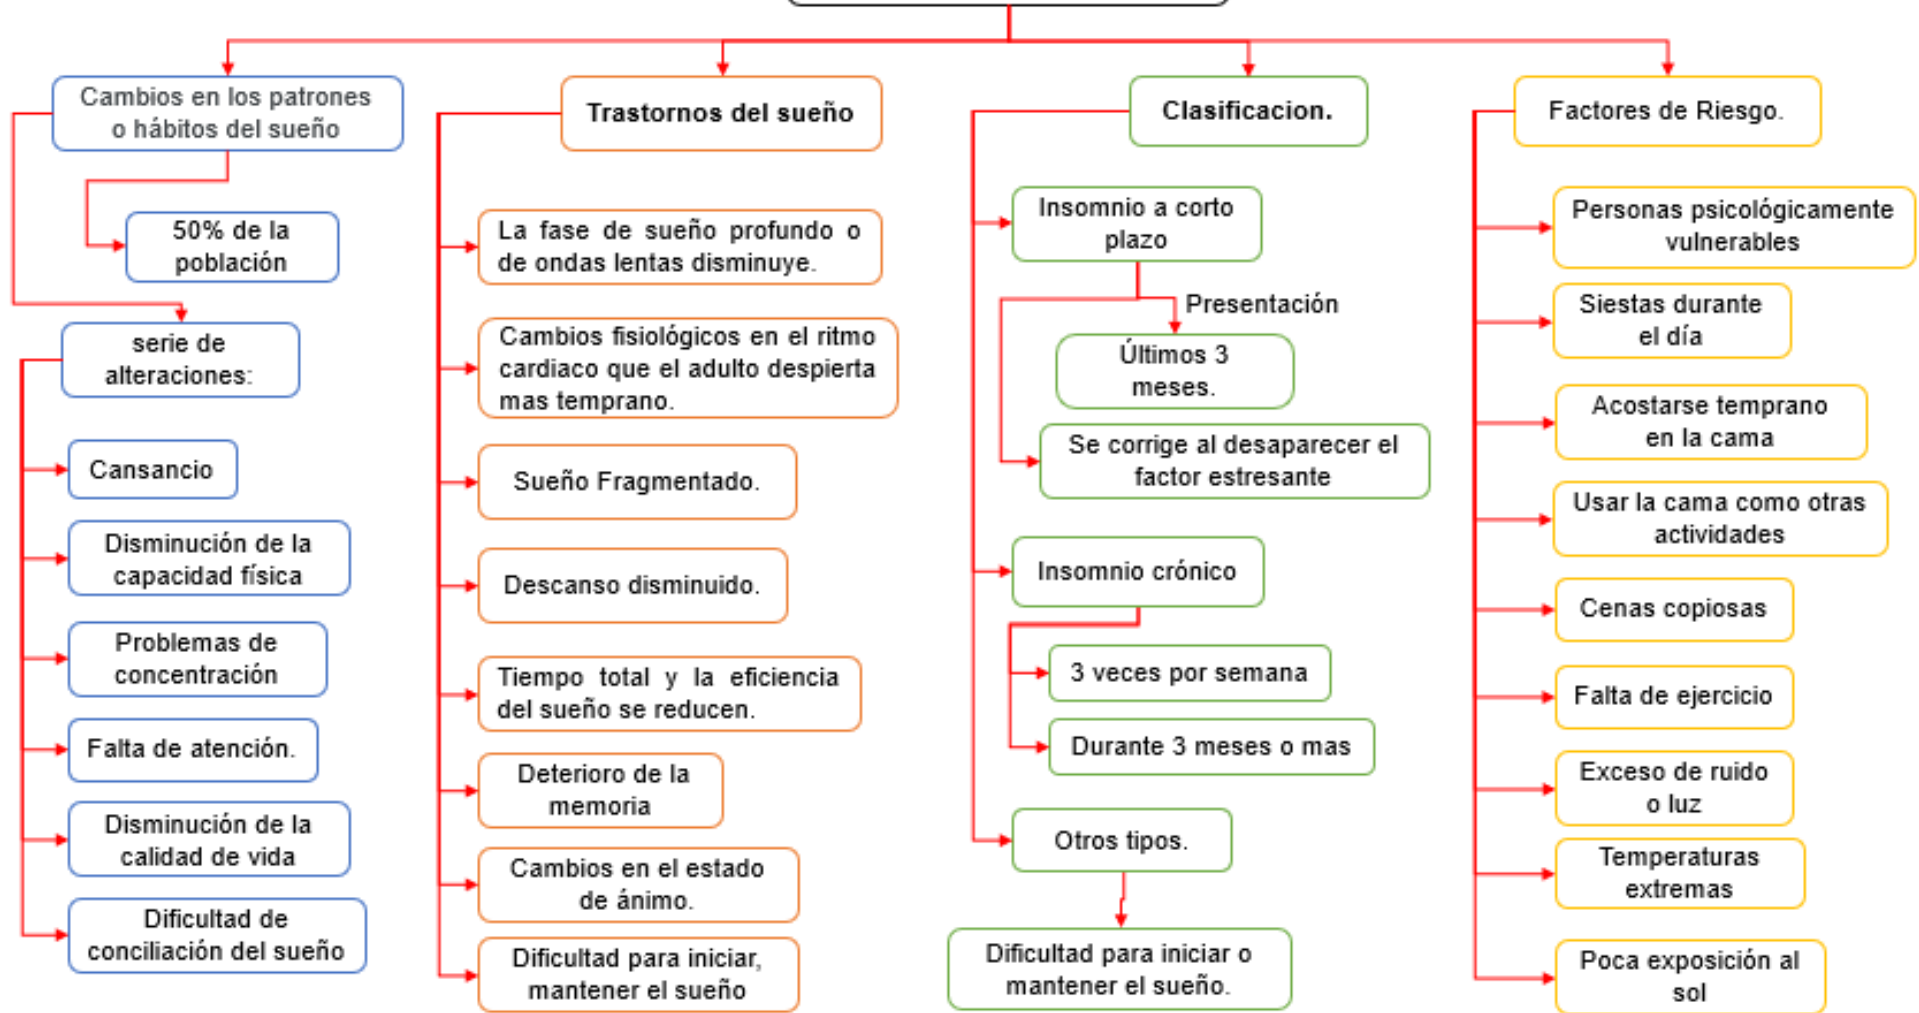 Cambios en los patrones
o hábitos del sueño
50% de la
población
serie de
alteraciones:
Cansancio
Disminución de la
capacidad física
Problemas de
concentración
Falta de atención.
Disminución de la
calidad de vida
Dificultad de
conciliación del sueño
Trastornos del sueño
La fase de sueño profundo o
de ondas lentas disminuye.
Cambios fisiológicos en el ritmo
cardiaco que el adulto despierta
mas temprano.
Sueño Fragmentado.
Descanso disminuido.
Tiempo total y la eficiencia
del sueño se reducen.
Deterioro de la
memoria
Cambios en el estado
de ánimo.
Dificultad para iniciar,
mantener el sueño
Clasificacion.
Insomnio a corto
plazo
Presentación
Últimos 3
meses.
Se corrige al desaparecer el
factor estresante
Insomnio crónico
3 veces por semana
Durante 3 meses o mas
Otros tipos.
Dificultad para iniciar o
mantener el sueño.
Factores de Riesgo.
Personas psicológicamente
vulnerables
Siestas durante
el día
Acostarse temprano
en la cama
Usar la cama como otras
actividades
Cenas copiosas
Falta de ejercicio
Exceso de ruido
o luz
Temperaturas
extremas
Poca exposición al
sol